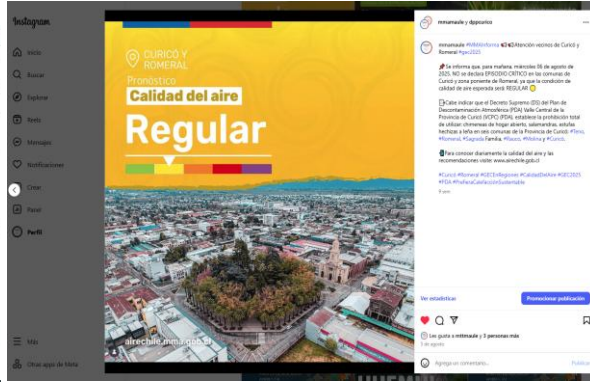 Instagram
Inicio
Buscar
Explorar
Reels
Mensajes
Notificaciones
Crear
Panel
Perfil
Más
Otras apps de Meta
CURICÓ Y
ROMERAL
Pronóstico
Calidad del aire
Regular
airechile.mma.gob.cl
mmamaule y dppcurico
mmamaule #MMAInforma Atención vecinos de Curicó y
Romeral #gec2025
Se informa que, para mañana, miércoles 06 de agosto de
2025, NO se declara EPISODIO CRÍTICO en las comunas de
Curicó y zona poniente de Romeral, ya que la condición de
calidad de aire esperada será: REGULAR
Cabe indicar que el Decreto Supremo (DS) del Plan de
Descontaminación Atmosférica (PDA) Valle Central de la
Provincia de Curicó (VCPC) (PDA), establece la prohibición total
de utilizar: chimeneas de hogar abierto, salamandras, estufas
hechizas a leña en seis comunas de la Provincia de Curicó: #Teno,
#Romeral, #Sagrada Familia, #Rauco, #Molina y #Curicó.
Para conocer diariamente la calidad del aire y las
recomendaciones visite: www.airechile.gob.cl
#Curicó #Romeral #GECEnRegiones #CalidadDelAire #GEC2025
#PDA #PrefieraCalefacciónSustentable
Ver estadísticas
Promocionar publicación
Les gusta a mttmaule y 3 personas más
5 de agosto
Agrega un comentario...
Publicar